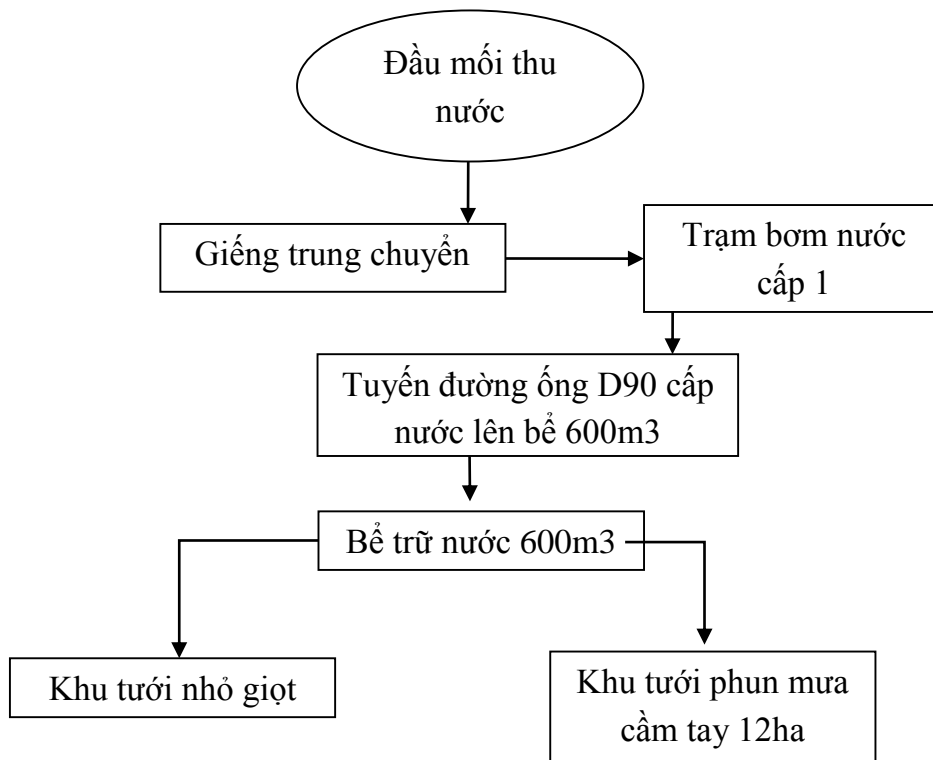 Đầu mối thu
nước
Giếng trung chuyển
Trạm bơm nước
cấp 1
Tuyến đường ống D90 cấp
nước lên bể 600m3
Bể trữ nước 600m3
Khu tưới nhỏ giọt
Khu tưới phun mưa
cầm tay 12ha